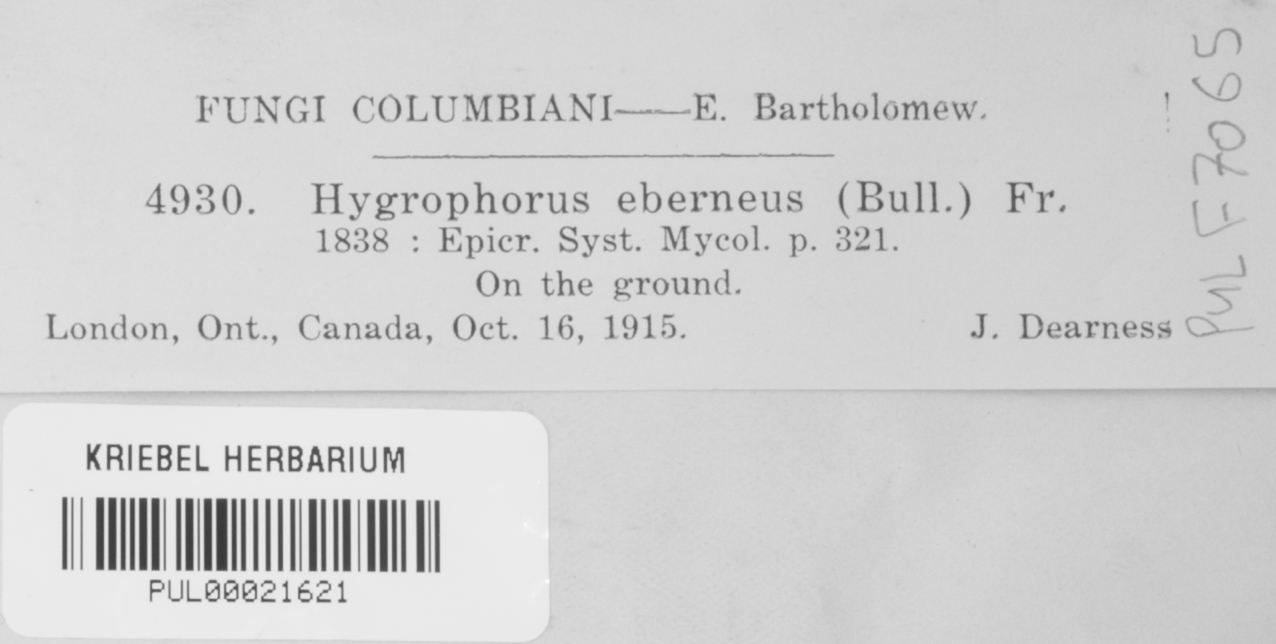 FUNGI COLUMBIANI——E. Bartholomew.
4930. Hygrophorus eberneus (Bull.) Fr.
1838 : Epicr. Syst. Mycol. p. 321.
On the ground.
London, Ont., Canada, Oct. 16, 1915. J. Dearness
PUL F 7065
KRIEBEL HERBARIUM
PUL00021621